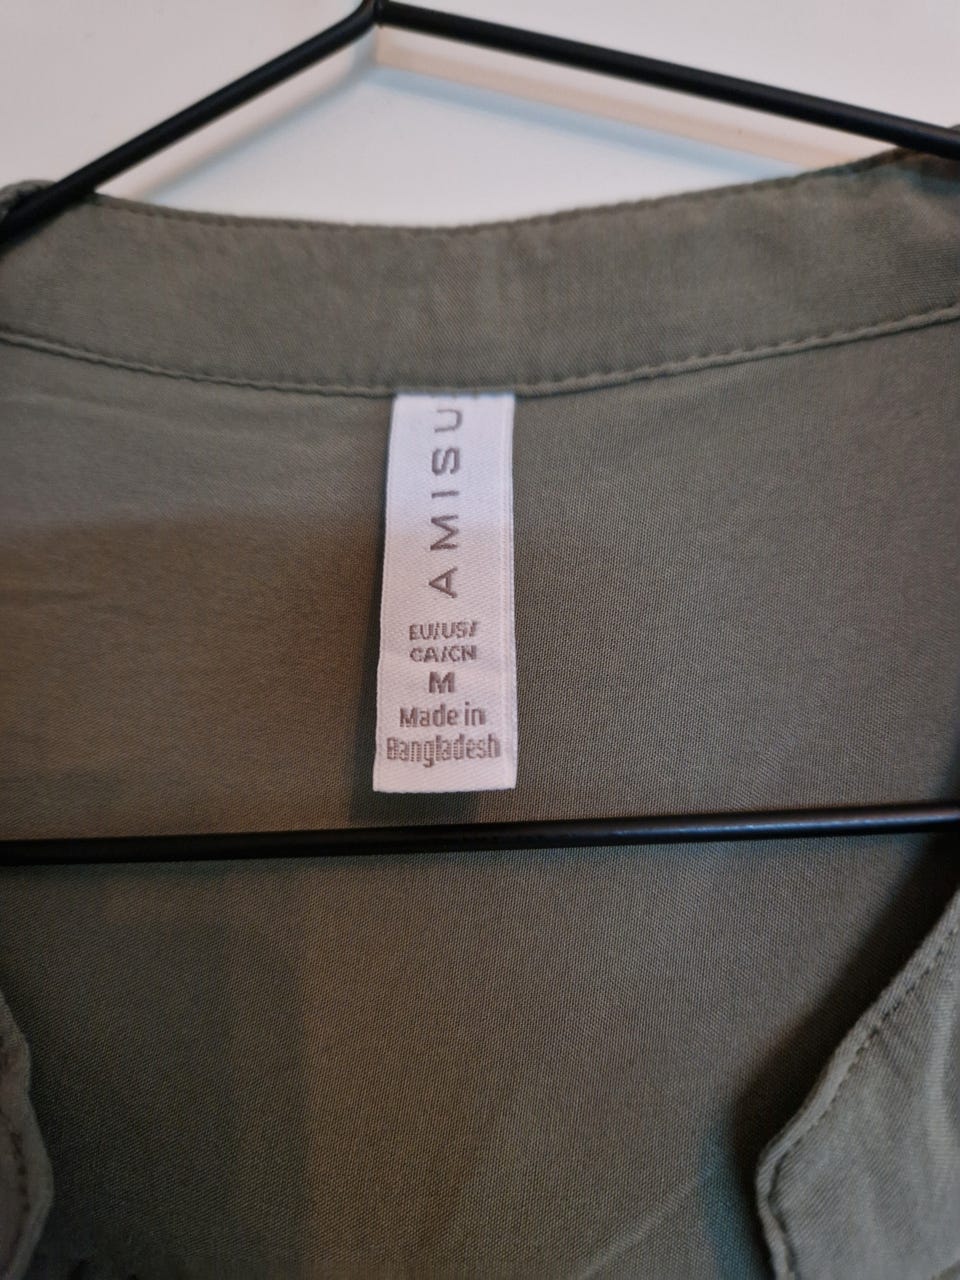 AMISU
EU/US/
CA/CN
M
Made in
Bangladesh